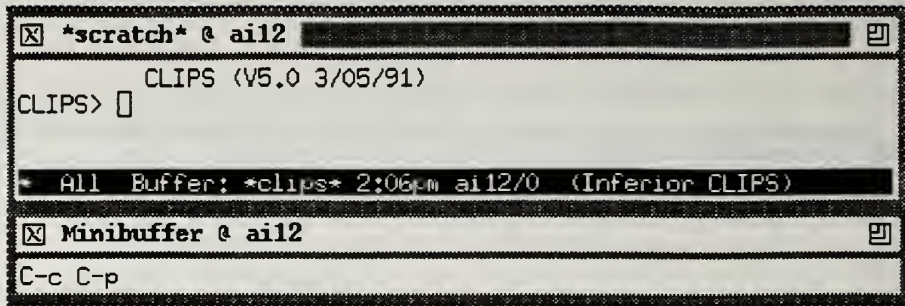 *scratch* @ ai12
CLIPS (V5.0 3/05/91)
CLIPS>
* All Buffer: *clips* 2:06pm ai12/0 (Inferior CLIPS)
Minibuffer @ ai12
C-c C-p